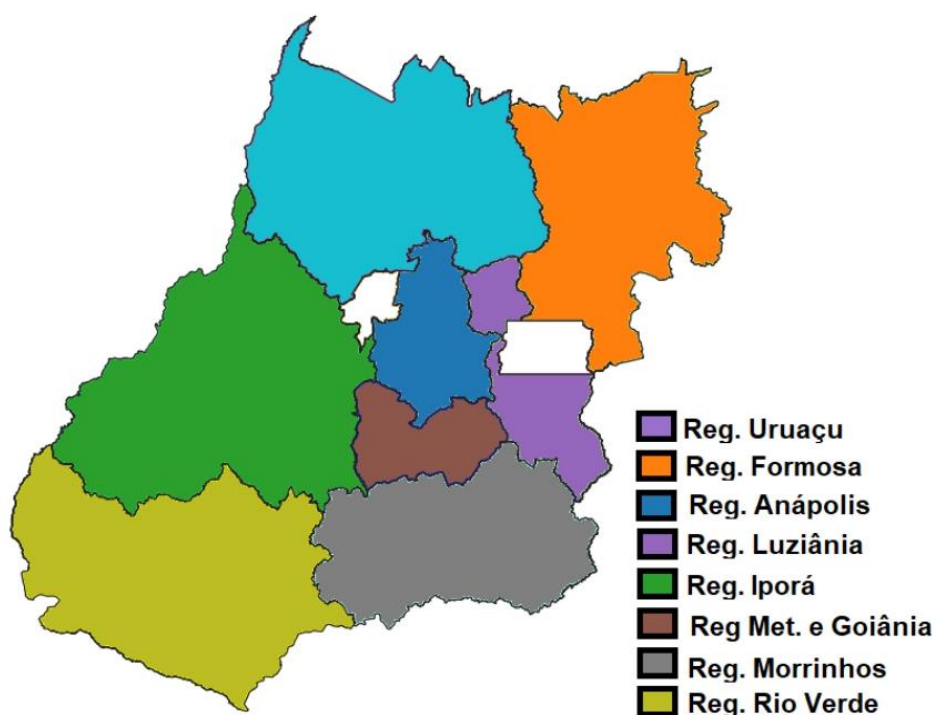 Reg. Uruaçu
Reg. Formosa
Reg. Anápolis
Reg. Luziânia
Reg. Iporá
Reg Met. e Goiânia
Reg. Morrinhos
Reg. Rio Verde